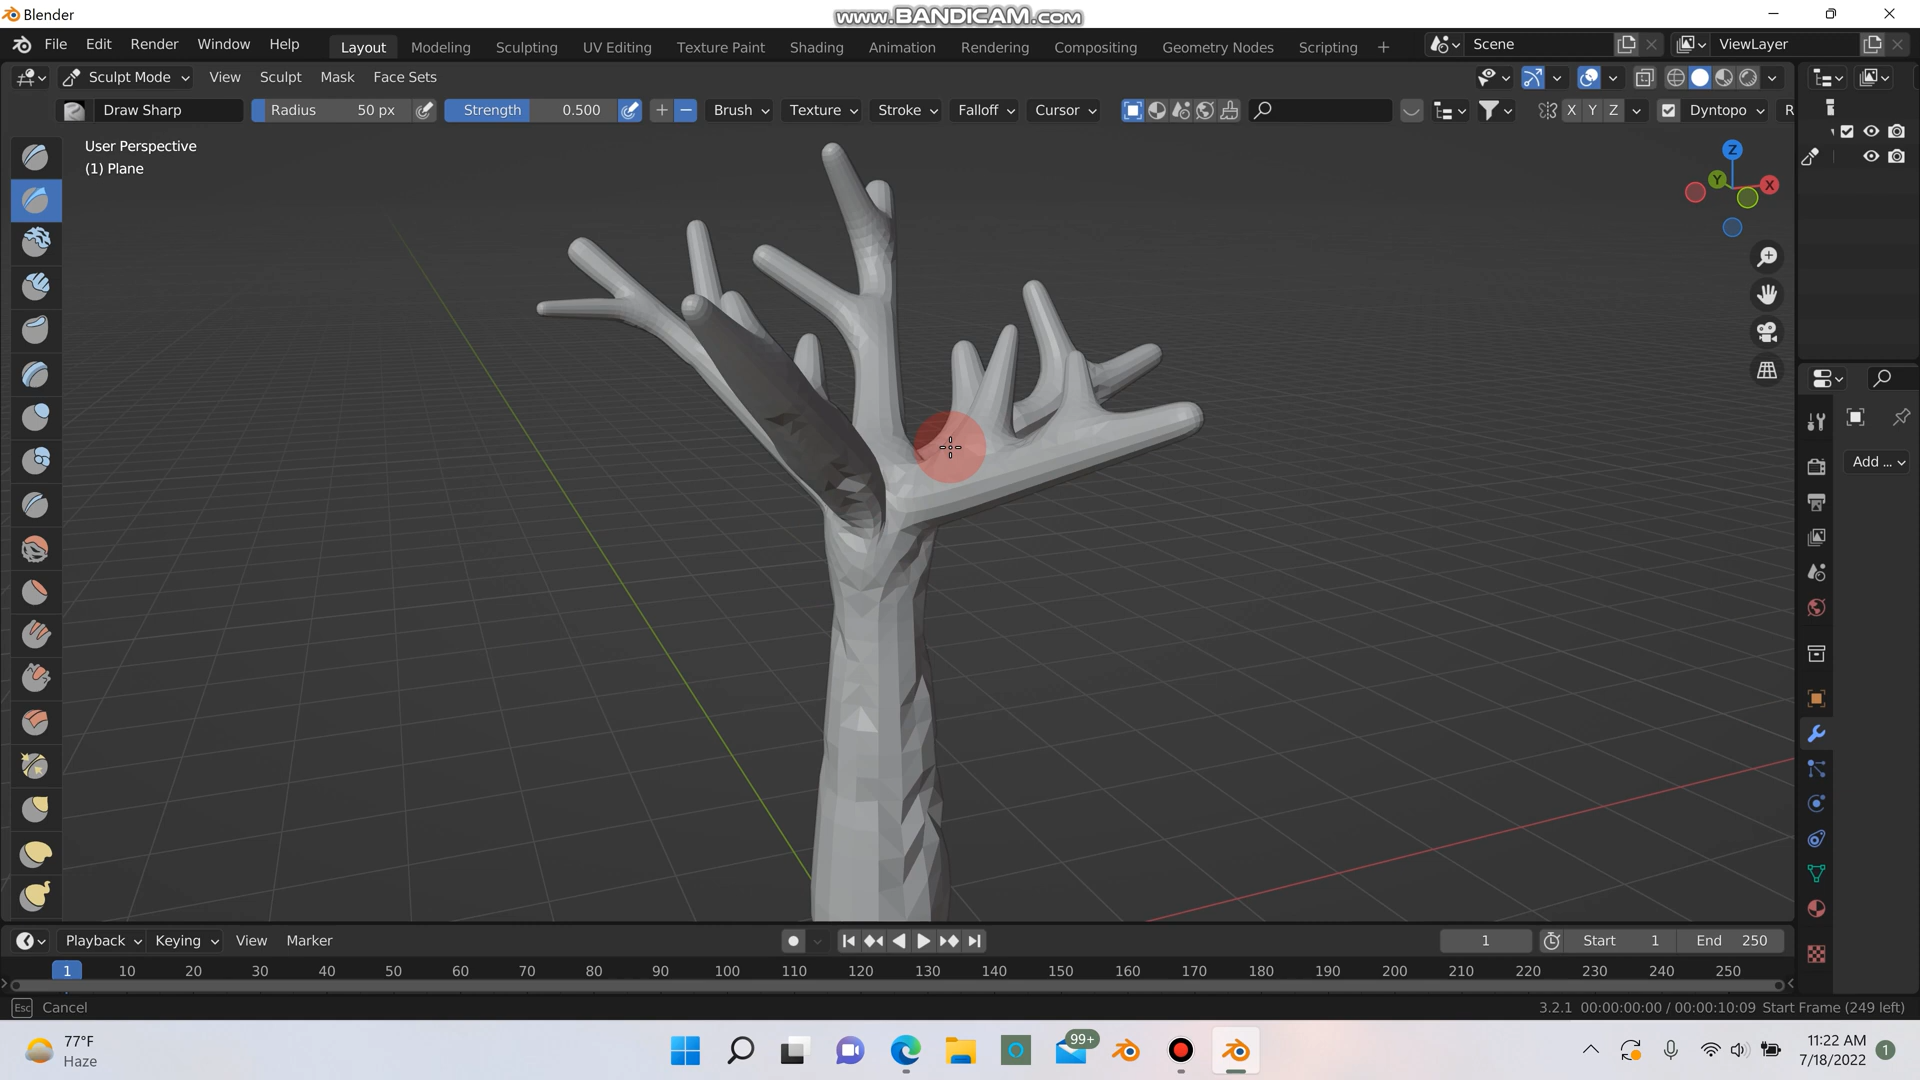 Blender
www.BANDICAM.com
File Edit Render Window Help
Layout Modeling Sculpting UV Editing Texture Paint Shading Animation Rendering Compositing Geometry Nodes Scripting +
Scene
ViewLayer
Sculpt Mode View Sculpt Mask Face Sets
Draw Sharp
Radius 50 px
Strength 0.500
Brush Texture Stroke Falloff Cursor
X Y Z
Dyntopo R
User Perspective
(1) Plane
Z
Y X
Add ...
Playback Keying View Marker
1
Start 1
End 250
1 10 20 30 40 50 60 70 80 90 100 110 120 130 140 150 160 170 180 190 200 210 220 230 240 250
Esc Cancel
3.2.1 00:00:00:00 / 00:00:10:09 Start Frame (249 left)
77°F
Haze
99+
11:22 AM
7/18/2022
1